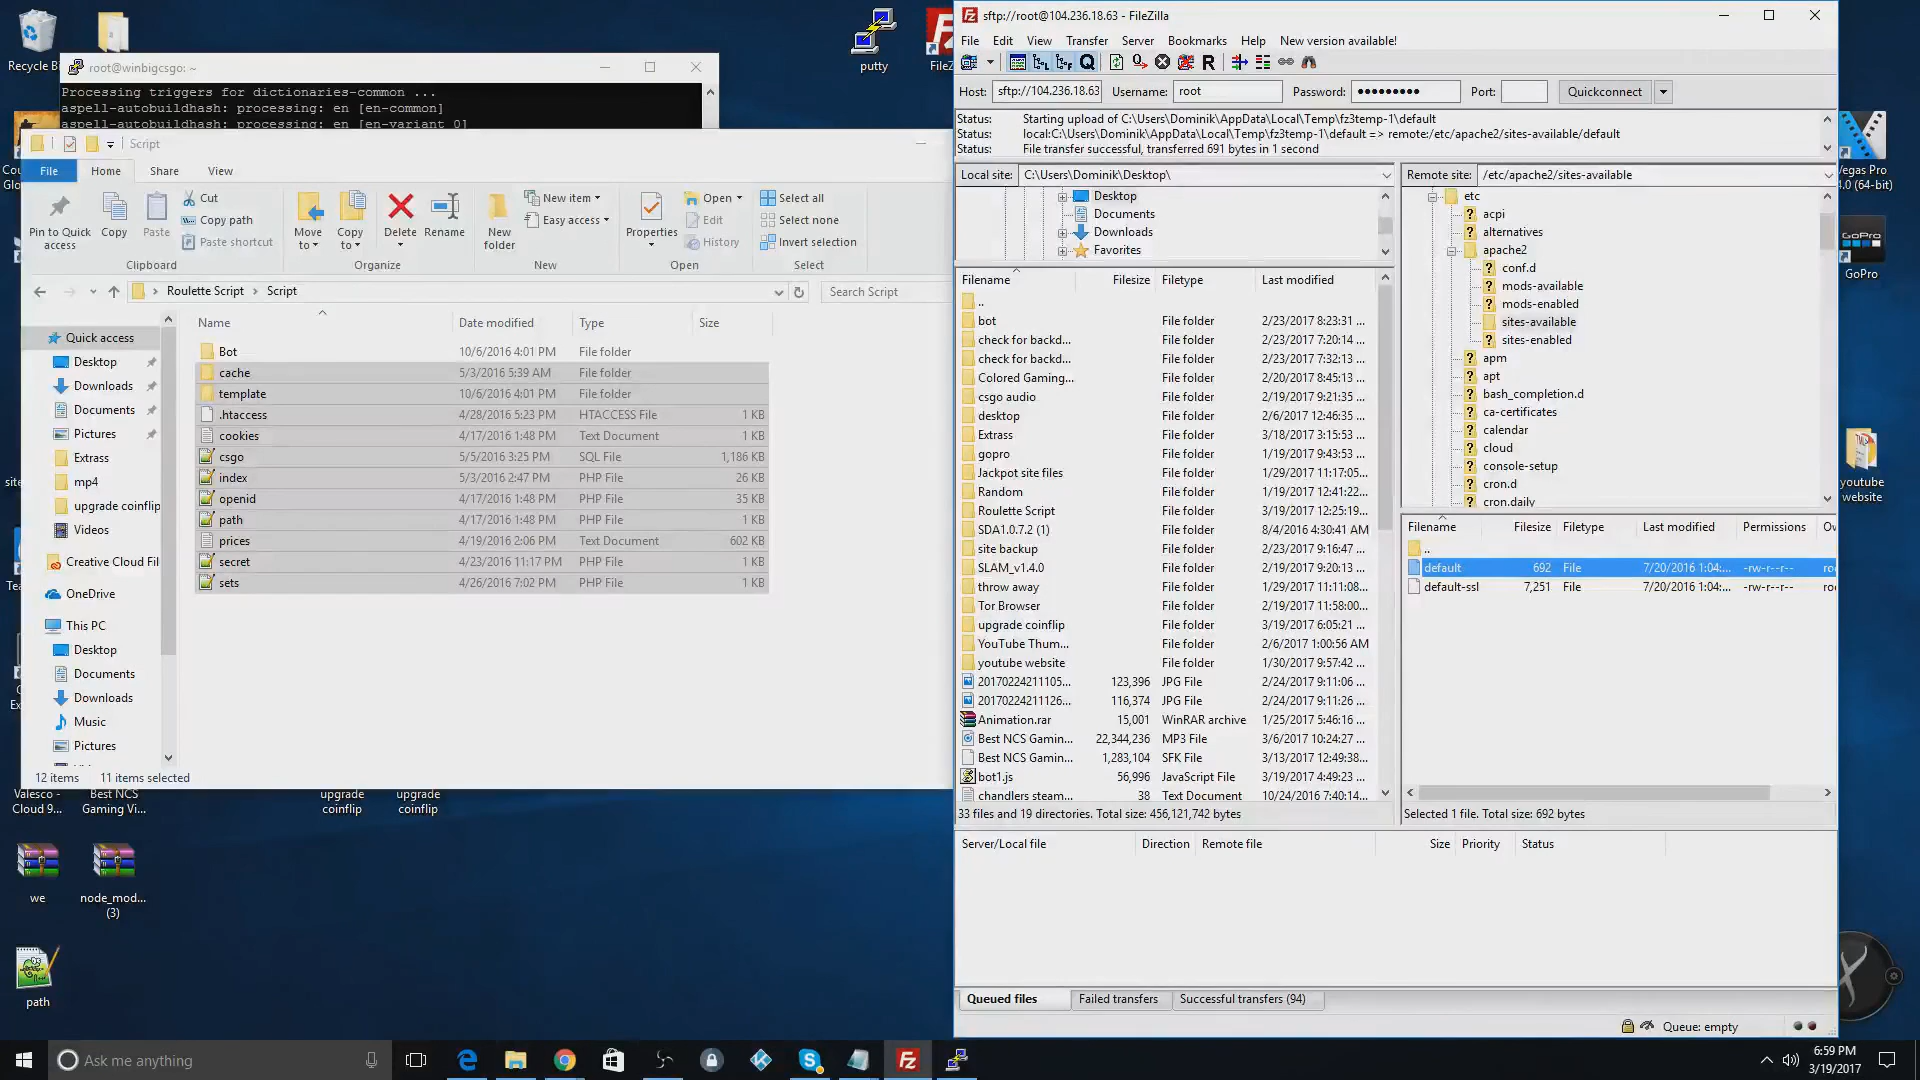 Recycle Bi
root@winbigcsgo: ~
Processing triggers for dictionaries-common ...
aspell-autobuildhash: processing: en [en-common]
aspell-autobuildhash: processing: en [en-variant_0]
Script
File
Home
Share
View
Pin to Quick access
Copy
Paste
Cut
Copy path
Paste shortcut
Move to
Copy to
Delete
Rename
New folder
New item
Easy access
Properties
Open
Edit
History
Select all
Select none
Invert selection
Clipboard
Organize
New
Open
Select
Roulette Script
Script
Search Script
Name
Date modified
Type
Size
Bot 10/6/2016 4:01 PM File folder
cache 5/3/2016 5:39 AM File folder
template 10/6/2016 4:01 PM File folder
.htaccess 4/28/2016 5:23 PM HTACCESS File 1 KB
cookies 4/17/2016 1:48 PM Text Document 1 KB
csgo 5/5/2016 3:25 PM SQL File 1,186 KB
index 5/3/2016 2:47 PM PHP File 26 KB
openid 4/17/2016 1:48 PM PHP File 35 KB
path 4/17/2016 1:48 PM PHP File 1 KB
prices 4/19/2016 2:06 PM Text Document 602 KB
secret 4/23/2016 11:17 PM PHP File 1 KB
sets 4/26/2016 7:02 PM PHP File 1 KB
Quick access
Desktop
Downloads
Documents
Pictures
Extrass
mp4
upgrade coinflip
Videos
Creative Cloud Fil
OneDrive
This PC
Desktop
Documents
Downloads
Music
Pictures
12 items 11 items selected
Valesco - Cloud 9...
Best NCS Gaming Vi...
upgrade coinflip
upgrade coinflip
we
node_mod... (3)
path
putty
FileZ
sftp://root@104.236.18.63 - FileZilla
File Edit View Transfer Server Bookmarks Help New version available!
Host: sftp://104.236.18.63 Username: root Password: ●●●●●●●●● Port: Quickconnect
Status: Starting upload of C:\Users\Dominik\AppData\Local\Temp\fz3temp-1\default
Status: local:C:\Users\Dominik\AppData\Local\Temp\fz3temp-1\default => remote:/etc/apache2/sites-available/default
Status: File transfer successful, transferred 691 bytes in 1 second
Local site: C:\Users\Dominik\Desktop\
Desktop
Documents
Downloads
Favorites
Filename Filesize Filetype Last modified
..
bot File folder 2/23/2017 8:23:31 ...
check for backd... File folder 2/23/2017 7:20:14 ...
check for backd... File folder 2/23/2017 7:32:13 ...
Colored Gaming... File folder 2/20/2017 8:45:13 ...
csgo audio File folder 2/19/2017 9:21:35 ...
desktop File folder 2/6/2017 12:46:35 ...
Extrass File folder 3/18/2017 3:15:53 ...
gopro File folder 1/19/2017 9:43:53 ...
Jackpot site files File folder 1/29/2017 11:17:05...
Random File folder 1/19/2017 12:41:22...
Roulette Script File folder 3/19/2017 12:25:19...
SDA1.0.7.2 (1) File folder 8/4/2016 4:30:41 AM
site backup File folder 2/23/2017 9:16:47 ...
SLAM_v1.4.0 File folder 2/19/2017 9:20:13 ...
throw away File folder 1/29/2017 11:11:08...
Tor Browser File folder 2/19/2017 11:58:00...
upgrade coinflip File folder 3/19/2017 6:05:21 ...
YouTube Thum... File folder 2/6/2017 1:00:56 AM
youtube website File folder 1/30/2017 9:57:42 ...
20170224211105... 123,396 JPG File 2/24/2017 9:11:06 ...
20170224211126... 116,374 JPG File 2/24/2017 9:11:26 ...
Animation.rar 15,001 WinRAR archive 1/25/2017 5:46:16 ...
Best NCS Gamin... 22,344,236 MP3 File 3/6/2017 10:24:27 ...
Best NCS Gamin... 1,283,104 SFK File 3/13/2017 12:49:38...
bot1.js 56,996 JavaScript File 3/19/2017 4:49:23 ...
chandlers steam... 38 Text Document 10/24/2016 7:40:14...
33 files and 19 directories. Total size: 456,121,742 bytes
Remote site: /etc/apache2/sites-available
etc
acpi
alternatives
apache2
conf.d
mods-available
mods-enabled
sites-available
sites-enabled
apm
apt
bash_completion.d
ca-certificates
calendar
cloud
console-setup
cron.d
cron.daily
Filename Filesize Filetype Last modified Permissions Ow
..
default 692 File 7/20/2016 1:04:... -rw-r--r-- roo
default-ssl 7,251 File 7/20/2016 1:04:... -rw-r--r-- roo
Selected 1 file. Total size: 692 bytes
Server/Local file Direction Remote file Size Priority Status
Queued files Failed transfers Successful transfers (94)
Queue: empty
Vegas Pro
4.0 (64-bit)
GoPro
GoPro
youtube website
Ask me anything
6:59 PM
3/19/2017